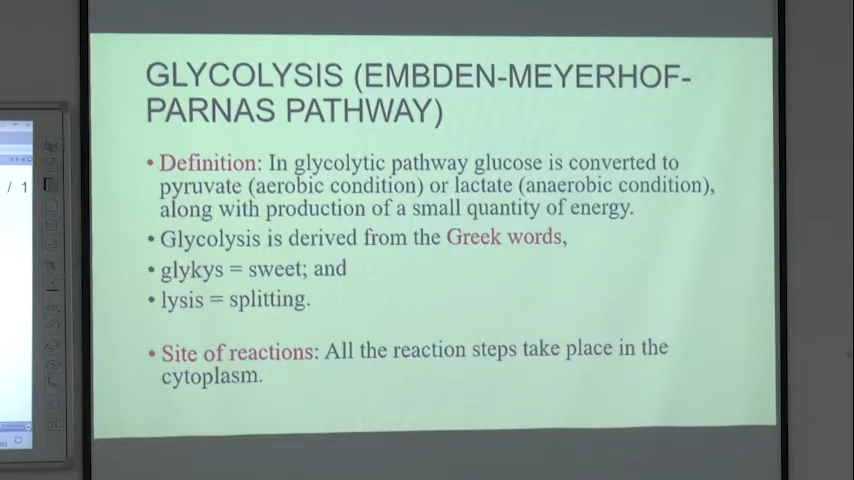 GLYCOLYSIS (EMBDEN-MEYERHOF-
PARNAS PATHWAY)
• Definition: In glycolytic pathway glucose is converted to
pyruvate (aerobic condition) or lactate (anaerobic condition),
along with production of a small quantity of energy.
• Glycolysis is derived from the Greek words,
• glykys = sweet; and
• lysis = splitting.
• Site of reactions: All the reaction steps take place in the
cytoplasm.
/ 1